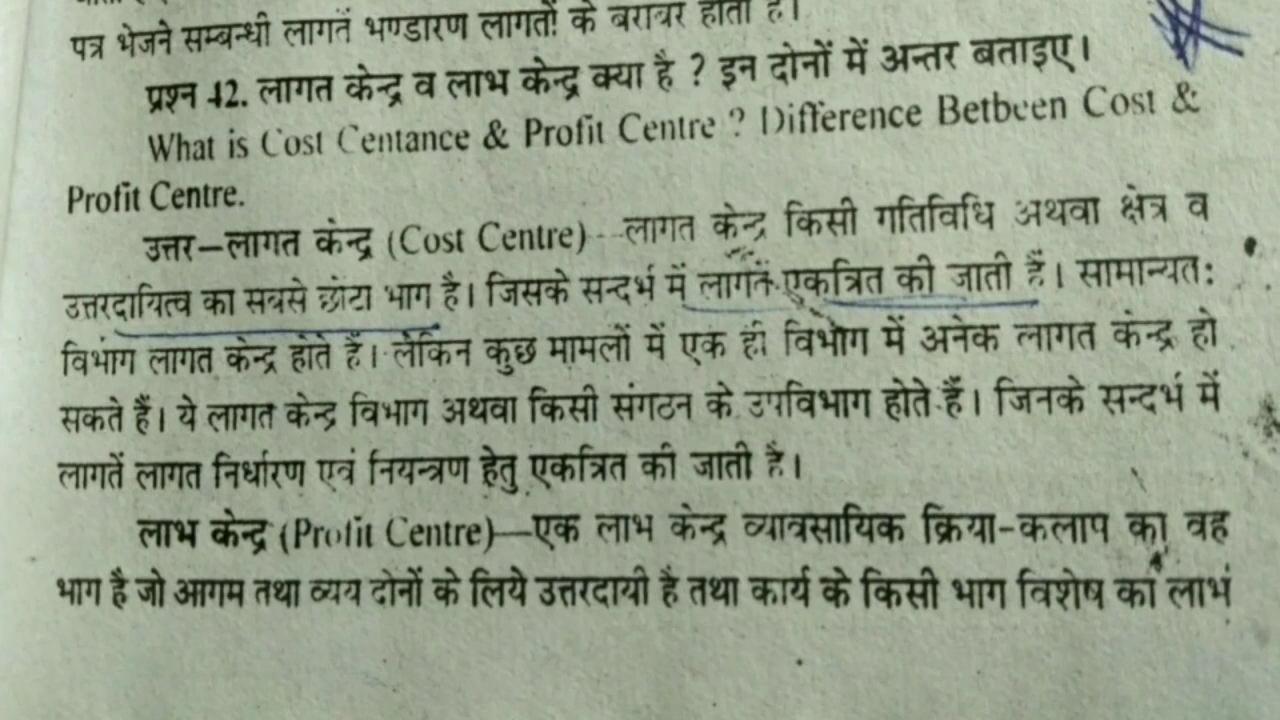 पत्र भेजने सम्बन्धी लागतें भण्डारण लागतों के बराबर होता है।
प्रश्न 42. लागत केन्द्र व लाभ केन्द्र क्या है ? इन दोनों में अन्तर बताइए।
What is Cost Centance & Profit Centre ? Difference Betbeen Cost &
Profit Centre.
उत्तर—लागत केन्द्र (Cost Centre)—लागत केन्द्र किसी गतिविधि अथवा क्षेत्र व
उत्तरदायित्व का सबसे छोटा भाग है। जिसके सन्दर्भ में लागतें एकत्रित की जाती हैं। सामान्यत:
विभाग लागत केन्द्र होते हैं। लेकिन कुछ मामलों में एक ही विभाग में अनेक लागत केन्द्र हो
सकते हैं। ये लागत केन्द्र विभाग अथवा किसी संगठन के उपविभाग होते हैं। जिनके सन्दर्भ में
लागतें लागत निर्धारण एवं नियन्त्रण हेतु एकत्रित की जाती है।
लाभ केन्द्र (Profit Centre)—एक लाभ केन्द्र व्यावसायिक क्रिया-कलाप का वह
भाग है जो आगम तथा व्यय दोनों के लिये उत्तरदायी है तथा कार्य के किसी भाग विशेष का लाभ